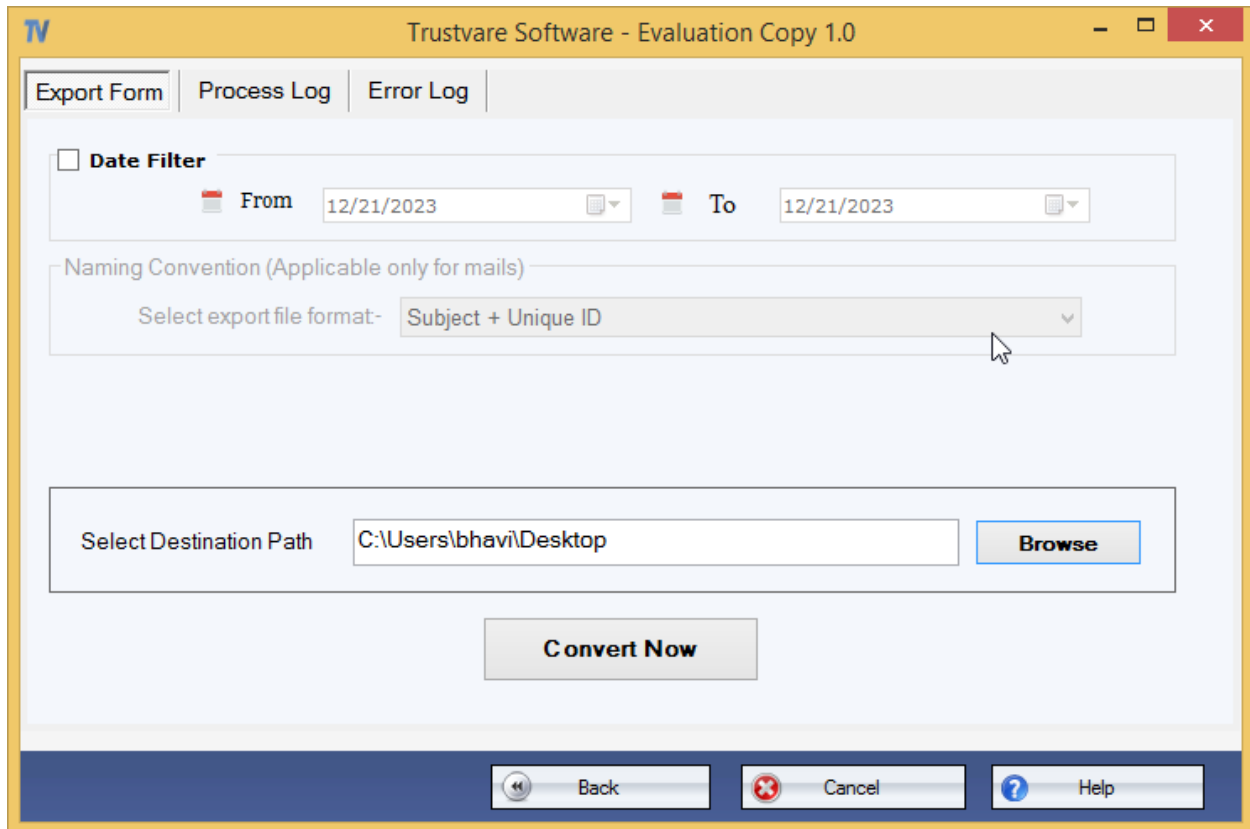 TV Trustvare Software - Evaluation Copy 1.0
Export Form Process Log Error Log
Date Filter
From 12/21/2023 To 12/21/2023
Naming Convention (Applicable only for mails)
Select export file format:- Subject + Unique ID
Select Destination Path C:\Users\bhavi\Desktop Browse
Convert Now
Back Cancel Help